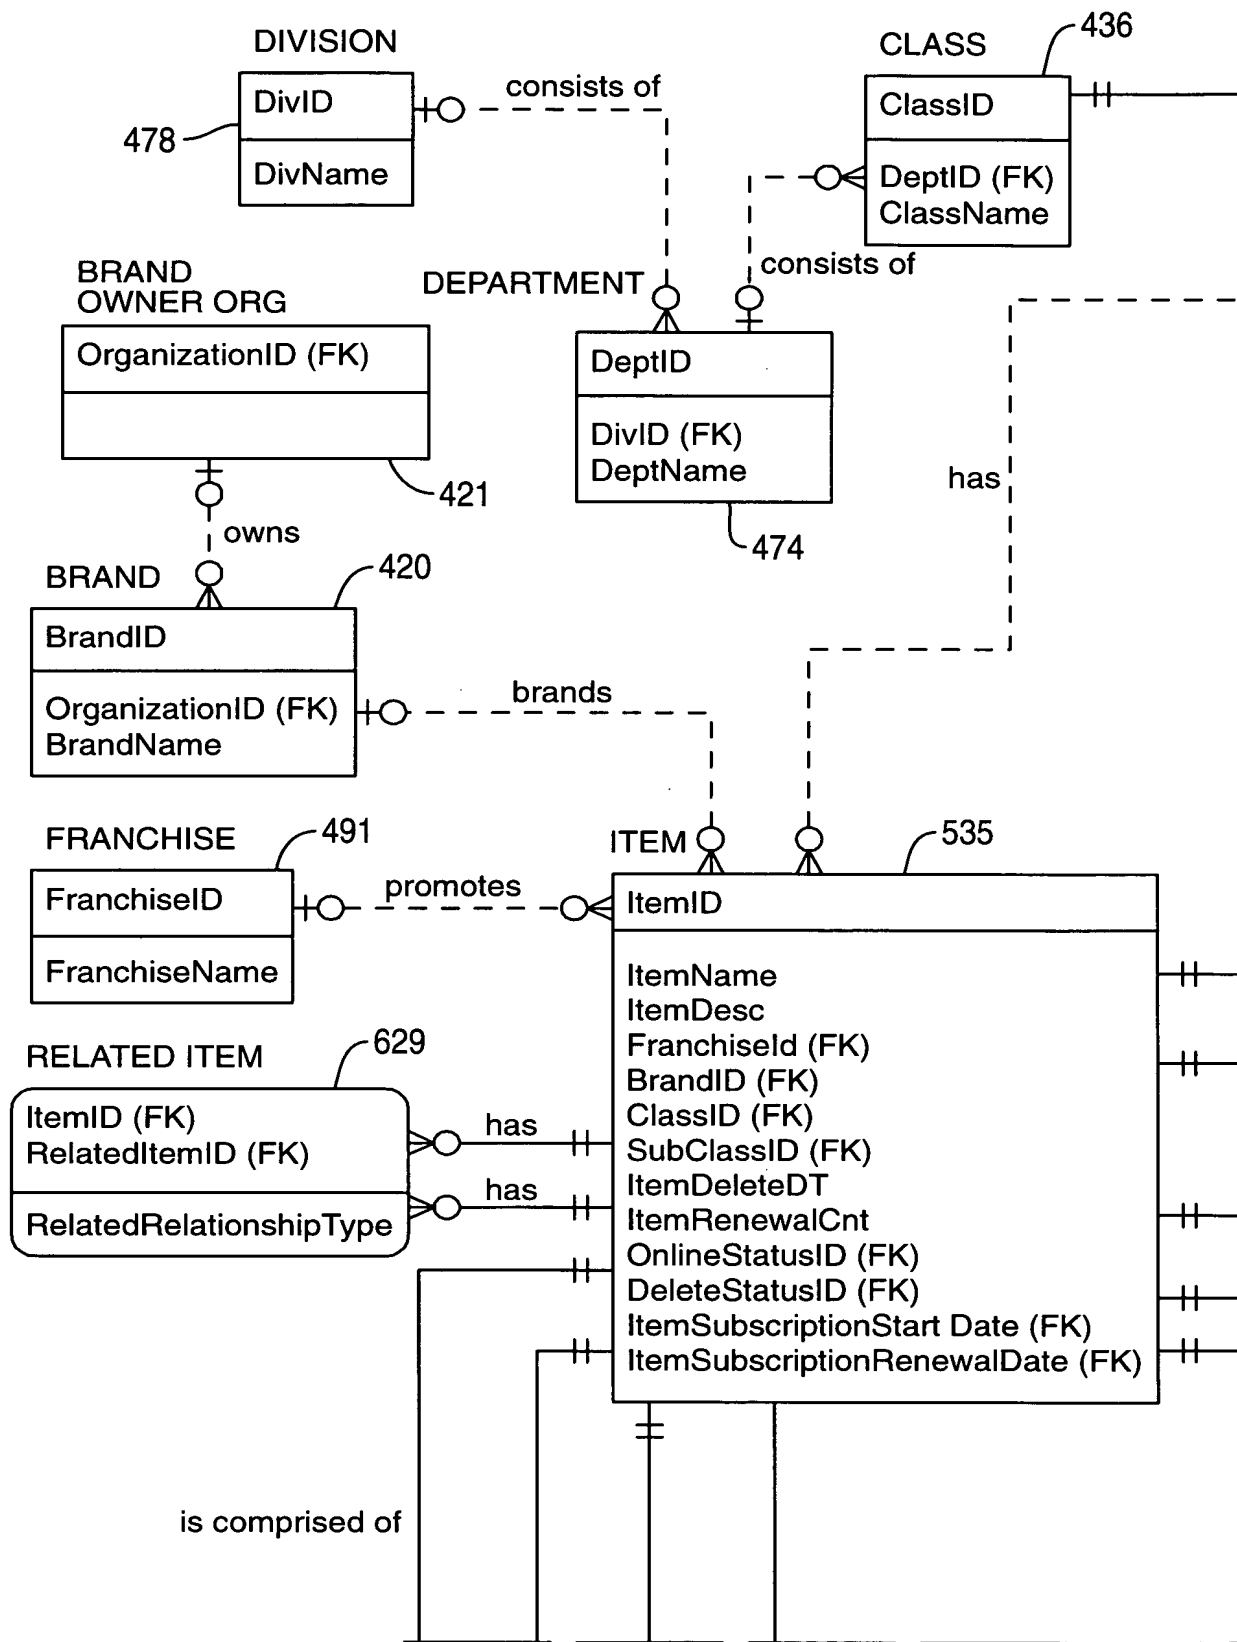 DIVISION
DivID
DivName
478
consists of
CLASS
436
ClassID
DeptID (FK)
ClassName
consists of
BRAND
OWNER ORG
OrganizationID (FK)
421
owns
DEPARTMENT
DeptID
DivID (FK)
DeptName
474
has
BRAND
420
BrandID
OrganizationID (FK)
BrandName
brands
FRANCHISE
491
FranchiseID
FranchiseName
promotes
ITEM
535
ItemID
ItemName
ItemDesc
FranchiseId (FK)
BrandID (FK)
ClassID (FK)
SubClassID (FK)
ItemDeleteDT
ItemRenewalCnt
OnlineStatusID (FK)
DeleteStatusID (FK)
ItemSubscriptionStart Date (FK)
ItemSubscriptionRenewalDate (FK)
RELATED ITEM
629
ItemID (FK)
RelatedItemID (FK)
RelatedRelationshipType
has
has
is comprised of